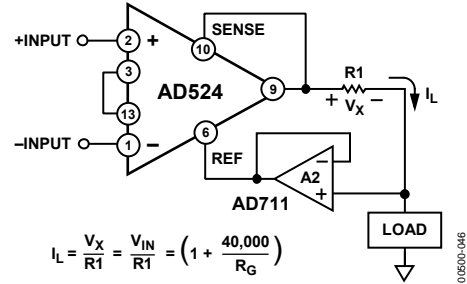 +INPUT
2
+
3
13
–INPUT
1
–
AD524
10
SENSE
9
6
REF
R1
+ VX –
IL
–
A2
+
AD711
LOAD
IL = VX/R1 = VIN/R1 = (1 + 40,000/RG)
00500-046